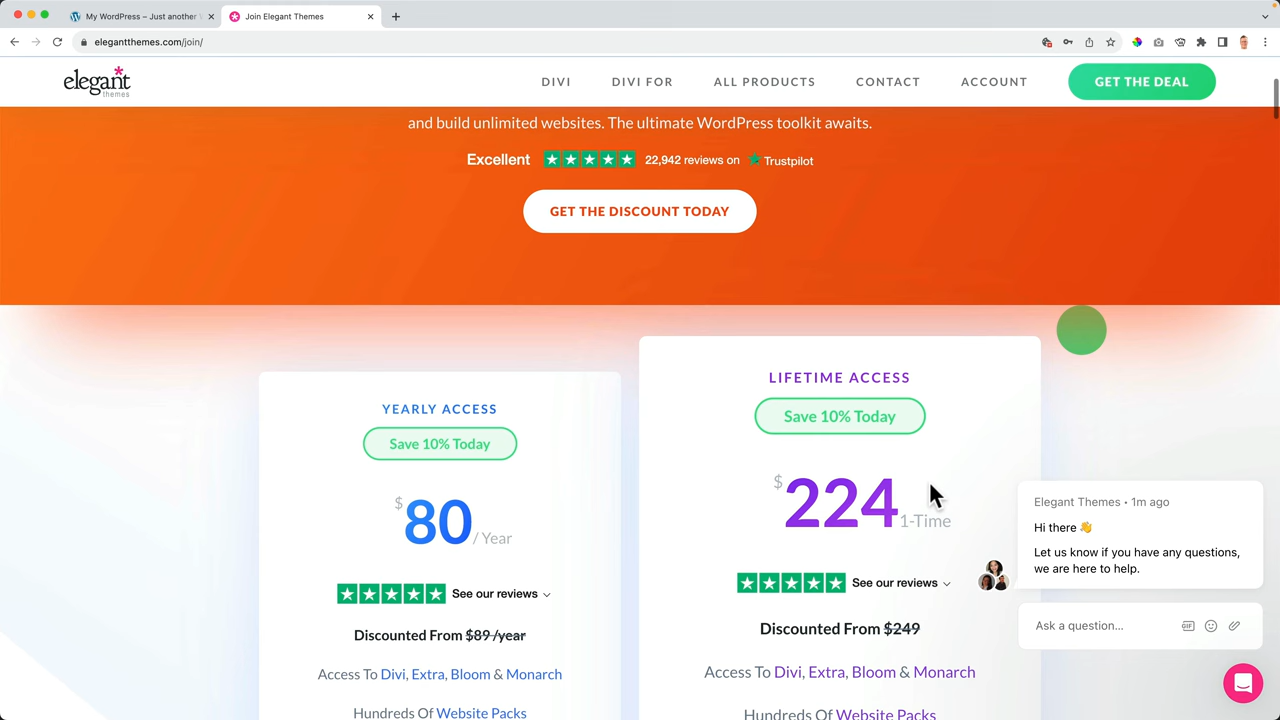 My WordPress – Just another
Join Elegant Themes
elegantthemes.com/join/
elegant
themes
DIVI
DIVI FOR
ALL PRODUCTS
CONTACT
ACCOUNT
GET THE DEAL
and build unlimited websites. The ultimate WordPress toolkit awaits.
Excellent
22,942 reviews on
Trustpilot
GET THE DISCOUNT TODAY
YEARLY ACCESS
Save 10% Today
$80/ Year
See our reviews
Discounted From $89/year
Access To Divi, Extra, Bloom & Monarch
Hundreds Of Website Packs
LIFETIME ACCESS
Save 10% Today
$224 1-Time
See our reviews
Discounted From $249
Access To Divi, Extra, Bloom & Monarch
Hundreds Of Website Packs
Elegant Themes • 1m ago
Hi there 👋
Let us know if you have any questions,
we are here to help.
Ask a question...
GIF